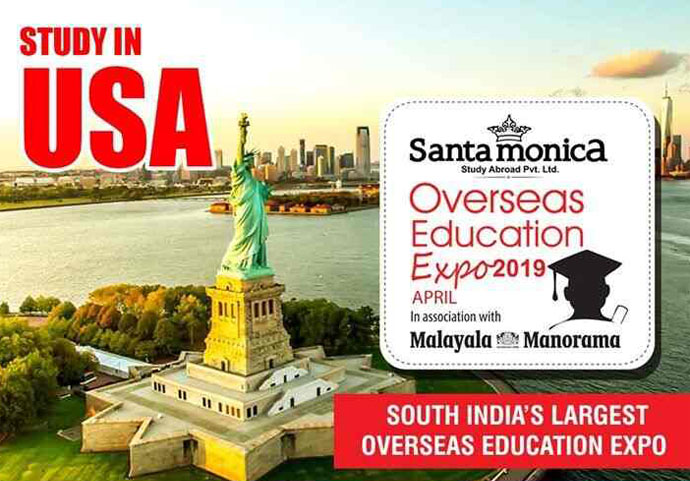 STUDY IN
USA
Santa monica
Study Abroad Pvt. Ltd.
Overseas
Education
Expo 2019
APRIL
In association with
Malayala Manorama
SOUTH INDIA'S LARGEST
OVERSEAS EDUCATION EXPO